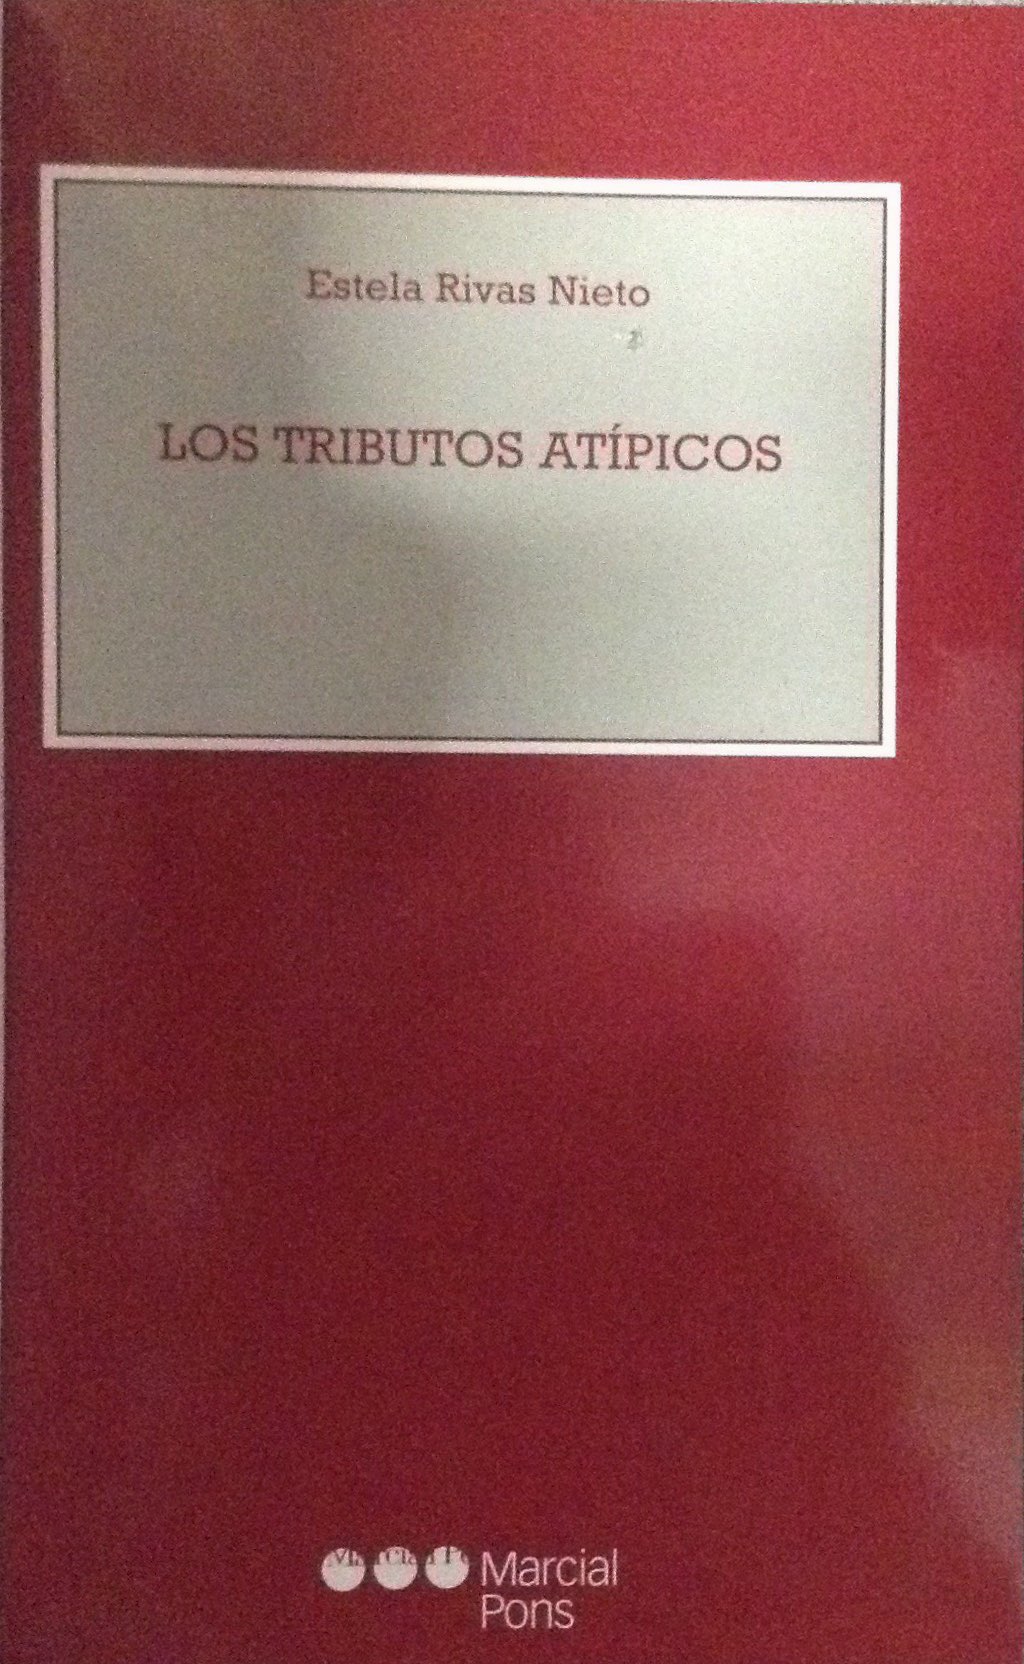 Estela Rivas Nieto
LOS TRIBUTOS ATÍPICOS
Marcial
Pons